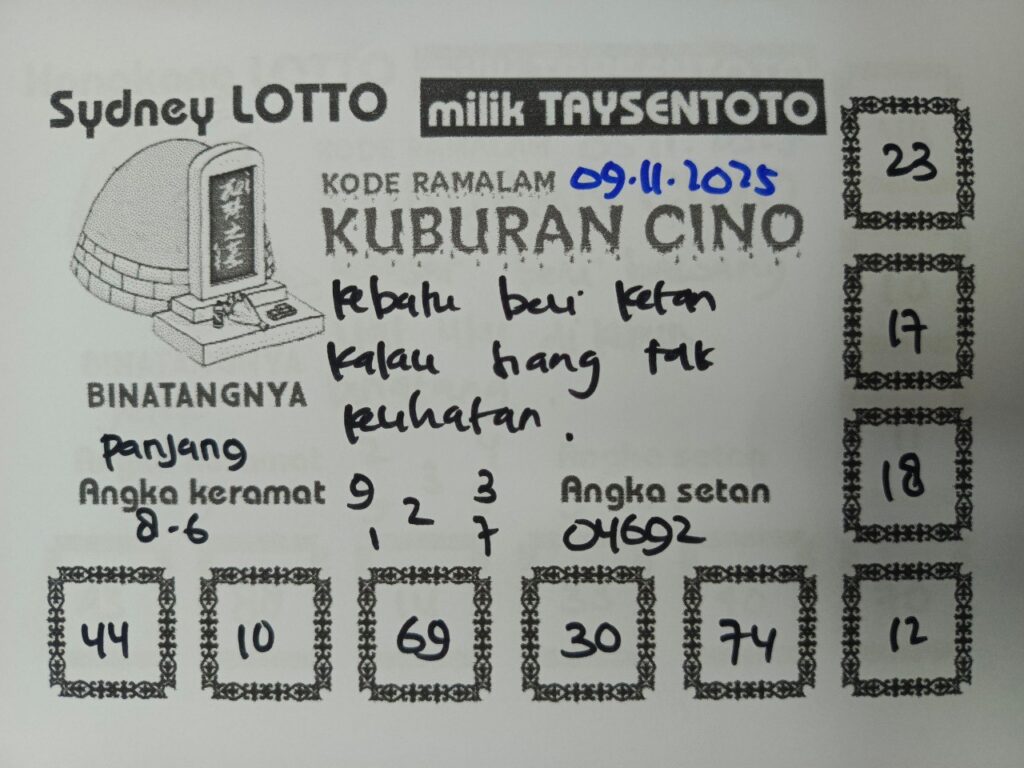 Sydney LOTTO milik TAYSENTOTO
KODE RAMALAM 09.11.2025
KUBURAN CINO
kebatu beri ketan
kalau hang tak
kelihatan.
BINATANGNYA
panjang
Angka keramat
8-6
9 3
2
1 7
Angka setan
04692
23
17
18
44 10 69 30 74 12